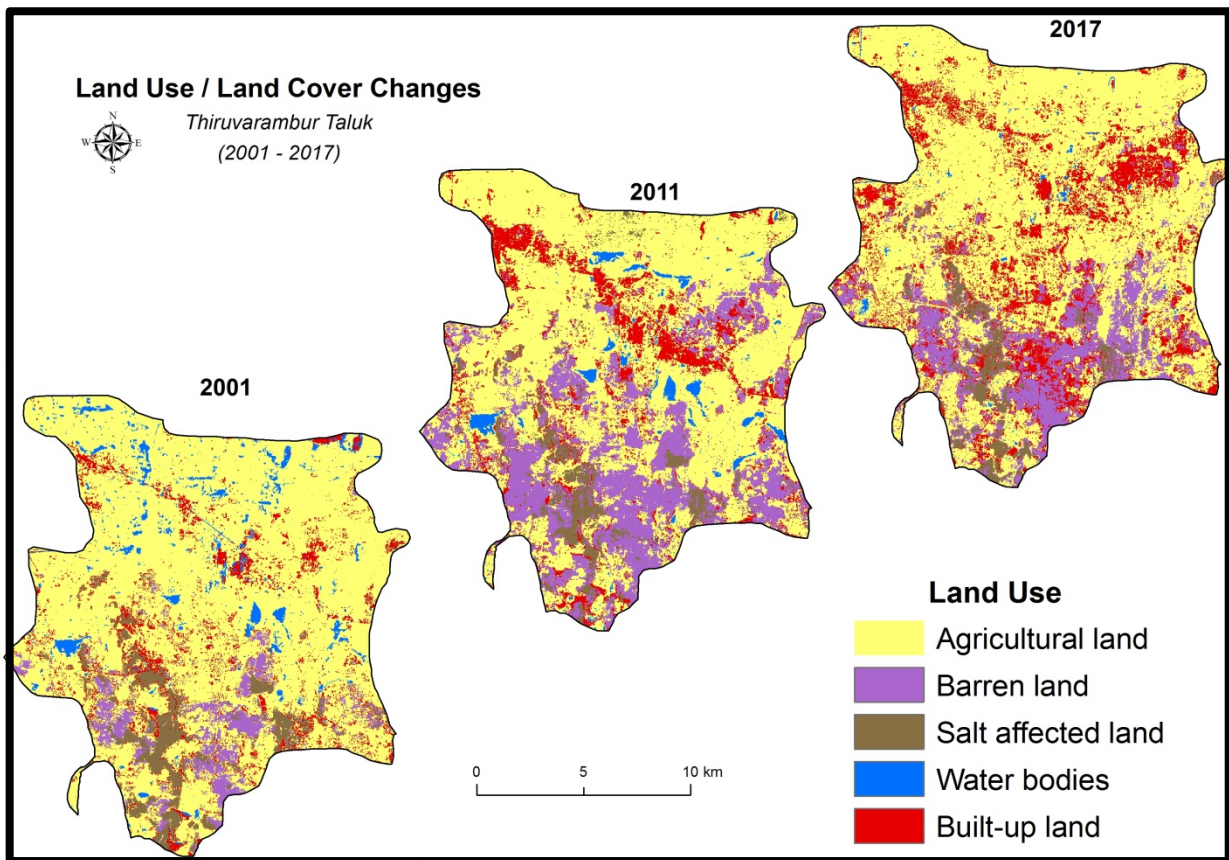 Land Use / Land Cover Changes
Thiruvarambur Taluk
(2001 - 2017)
N
W E
S
2001
2011
2017
0 5 10 km
Land Use
Agricultural land
Barren land
Salt affected land
Water bodies
Built-up land